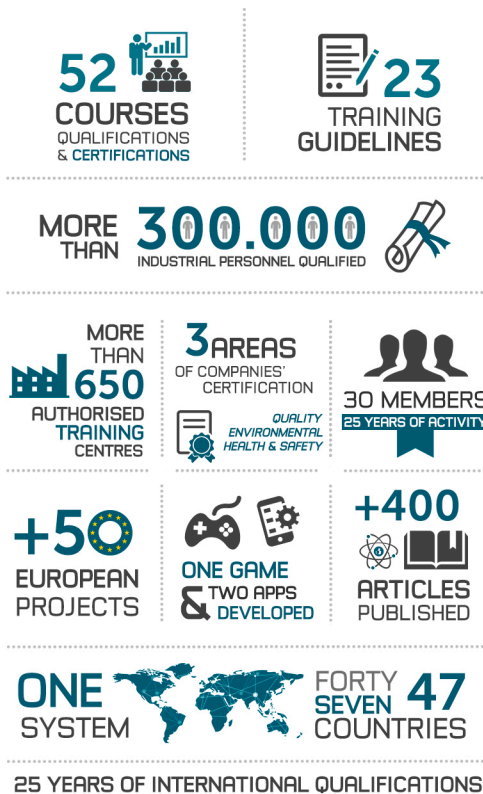 52
COURSES
QUALIFICATIONS
& CERTIFICATIONS
23
TRAINING
GUIDELINES
MORE
THAN
300.000
INDUSTRIAL PERSONNEL QUALIFIED
MORE
THAN
650
AUTHORISED
TRAINING
CENTRES
3 AREAS
OF COMPANIES'
CERTIFICATION
QUALITY
ENVIRONMENTAL
HEALTH & SAFETY
30 MEMBERS
25 YEARS OF ACTIVITY
+50
EUROPEAN
PROJECTS
ONE GAME
& TWO APPS
DEVELOPED
+400
ARTICLES
PUBLISHED
ONE
SYSTEM
FORTY
SEVEN 47
COUNTRIES
25 YEARS OF INTERNATIONAL QUALIFICATIONS